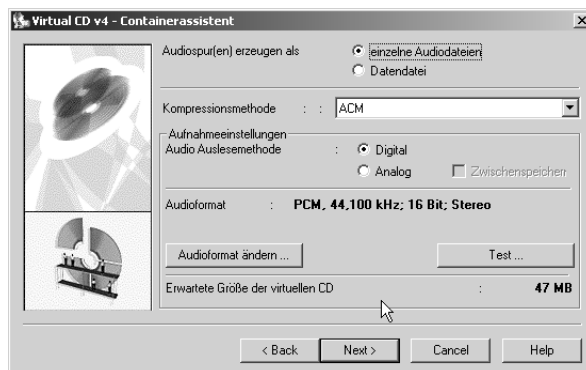 Virtual CD v4 - Containerassistent
Audiospur(en) erzeugen als
einzelne Audiodateien
Datendatei
Kompressionsmethode : : ACM
Aufnahmeeinstellungen
Audio Auslesemethode : Digital
Analog Zwischenspeichern
Audioformat : PCM, 44,100 kHz; 16 Bit; Stereo
Audioformat ändern ... Test ...
Erwartete Größe der virtuellen CD : 47 MB
< Back Next > Cancel Help